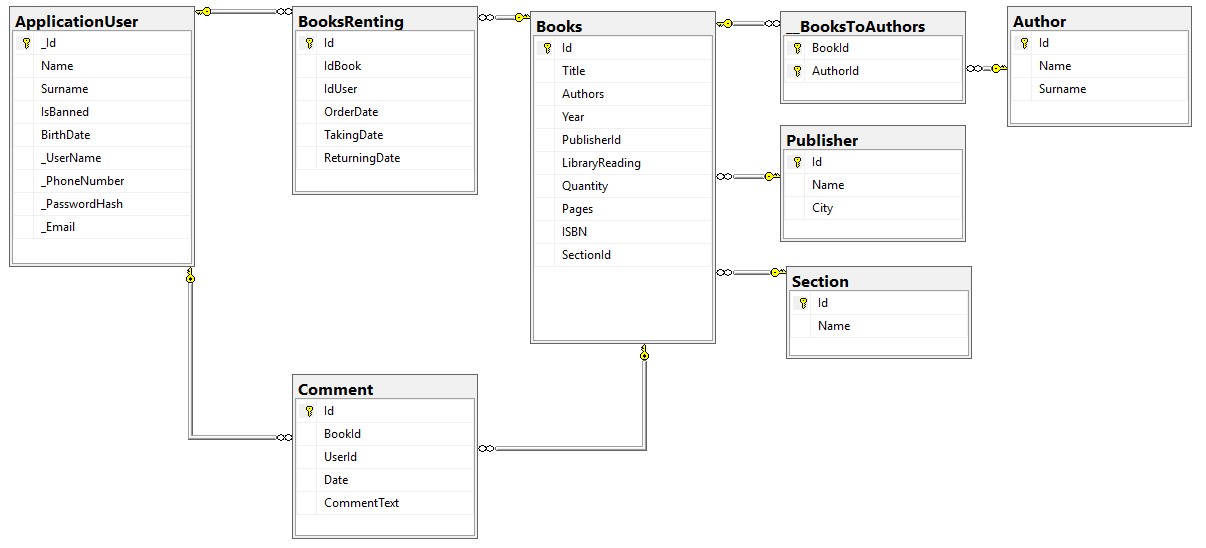 ApplicationUser
_Id
Name
Surname
IsBanned
BirthDate
_UserName
_PhoneNumber
_PasswordHash
_Email
BooksRenting
Id
IdBook
IdUser
OrderDate
TakingDate
ReturningDate
Books
Id
Title
Authors
Year
PublisherId
LibraryReading
Quantity
Pages
ISBN
SectionId
__BooksToAuthors
BookId
AuthorId
Author
Id
Name
Surname
Publisher
Id
Name
City
Section
Id
Name
Comment
Id
BookId
UserId
Date
CommentText